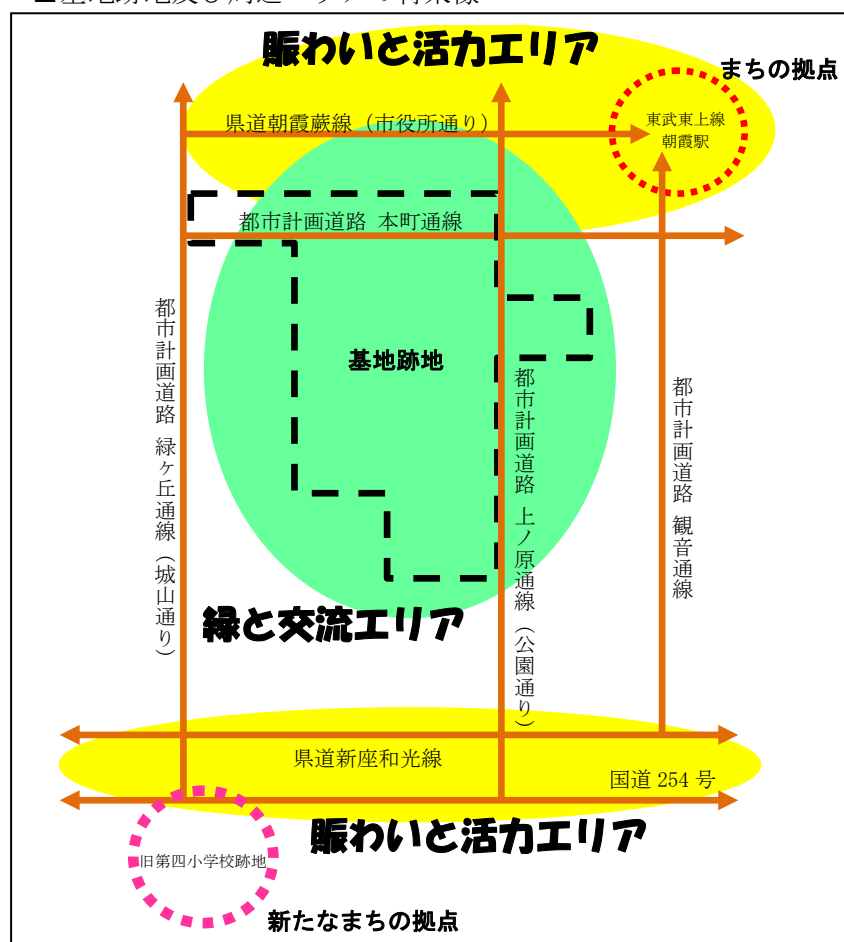 賑わいと活力エリア
まちの拠点
県道朝霞蕨線（市役所通り）
東武東上線
朝霞駅
都市計画道路 本町通線
都市計画道路 緑ヶ丘通線（城山通り）
基地跡地
都市計画道路 上ノ原通線（公園通り）
都市計画道路 観音通線
緑と交流エリア
県道新座和光線
国道254号
賑わいと活力エリア
旧第四小学校跡地
新たなまちの拠点